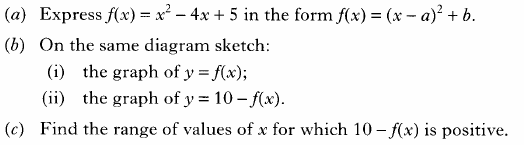 (a) Express f(x) = x² – 4x + 5 in the form f(x) = (x – a)² + b.
(b) On the same diagram sketch:
(i) the graph of y = f(x);
(ii) the graph of y = 10 – f(x).
(c) Find the range of values of x for which 10 – f(x) is positive.